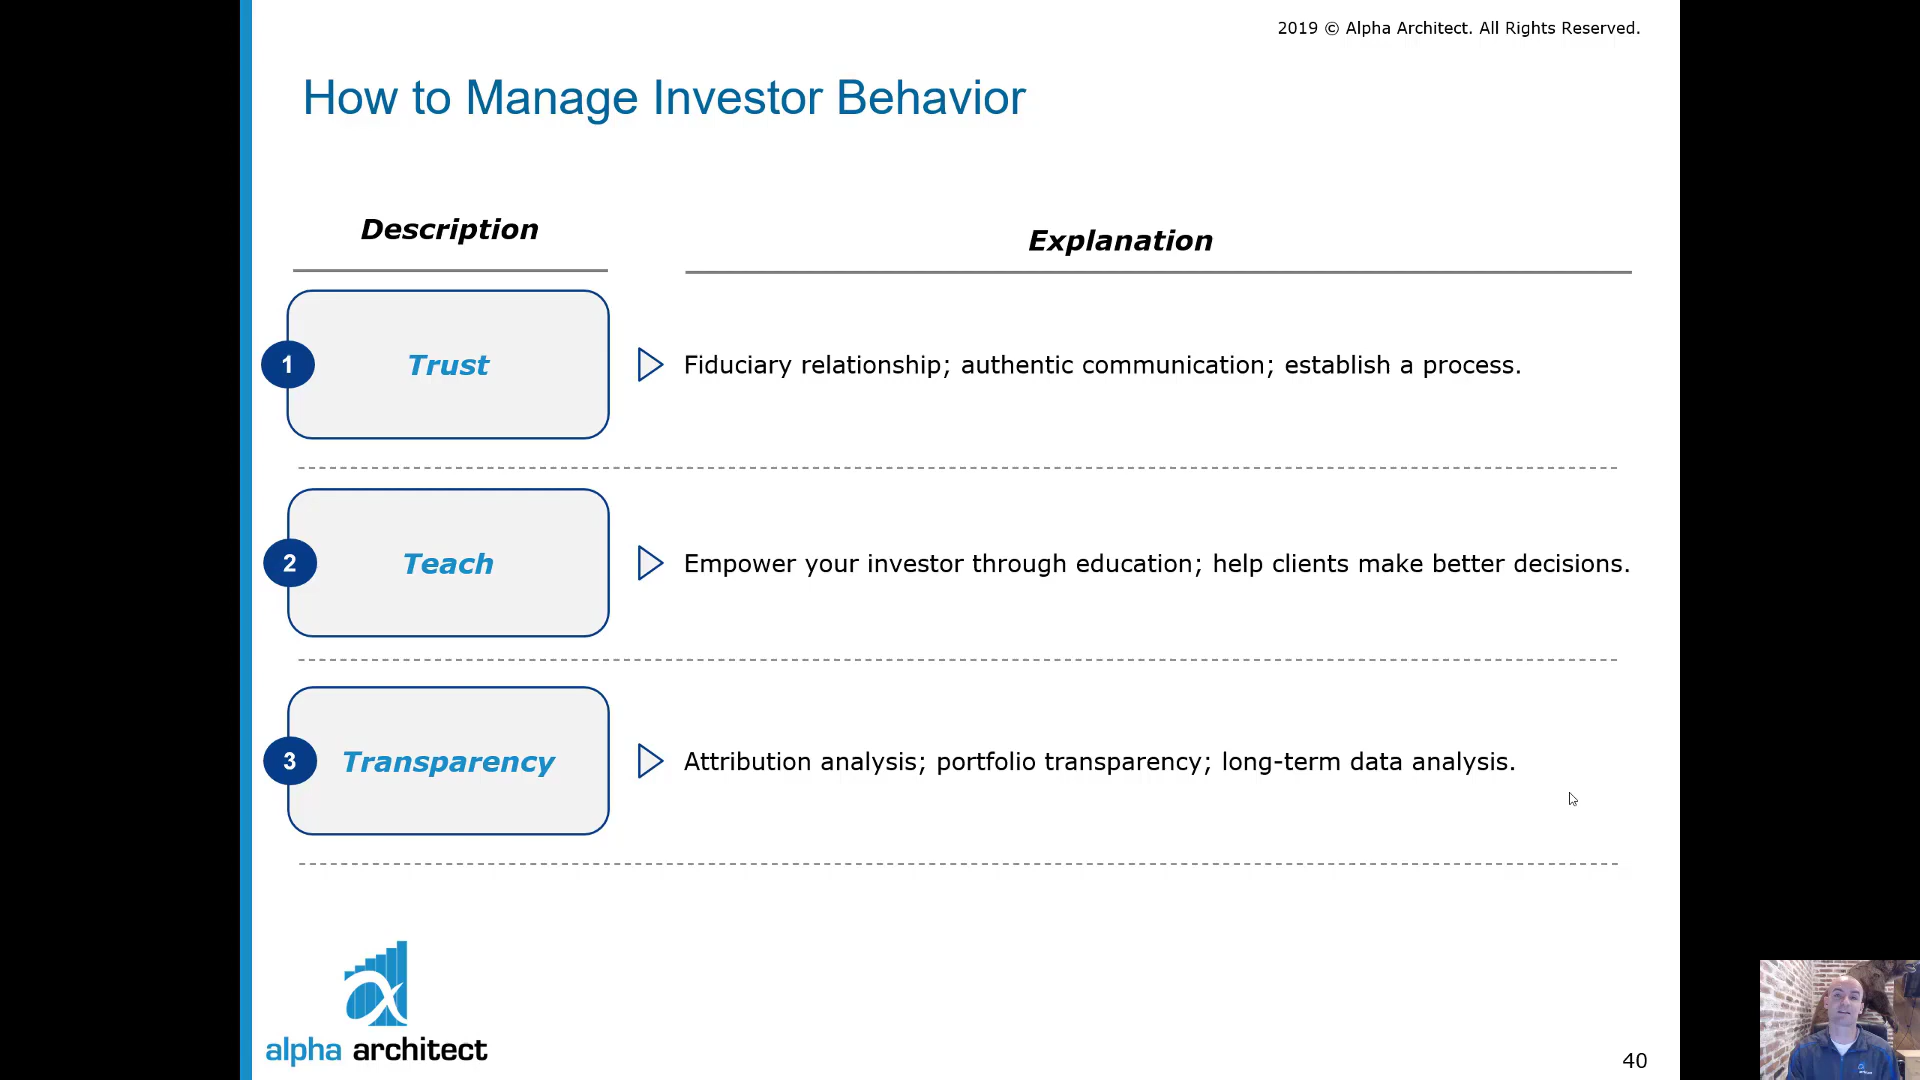 2019 © Alpha Architect. All Rights Reserved.
How to Manage Investor Behavior
Description
Explanation
1
Trust
Fiduciary relationship; authentic communication; establish a process.
2
Teach
Empower your investor through education; help clients make better decisions.
3
Transparency
Attribution analysis; portfolio transparency; long-term data analysis.
alpha architect
40